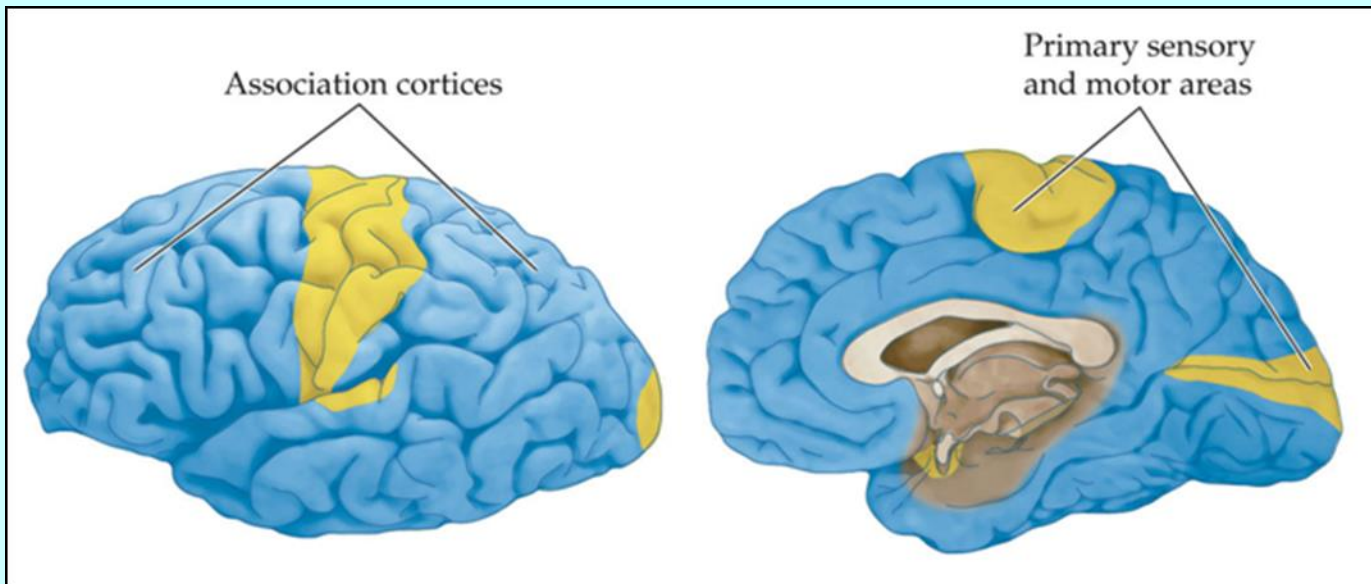 Association cortices
Primary sensory
and motor areas